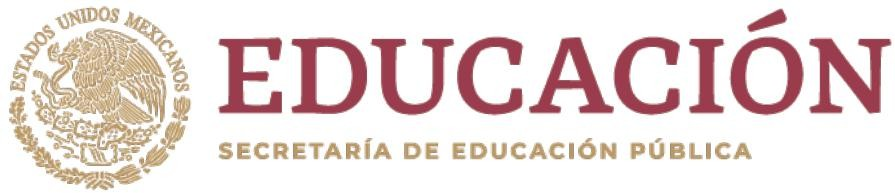 ESTADOS UNIDOS MEXICANOS
EDUCACIÓN
SECRETARÍA DE EDUCACIÓN PÚBLICA